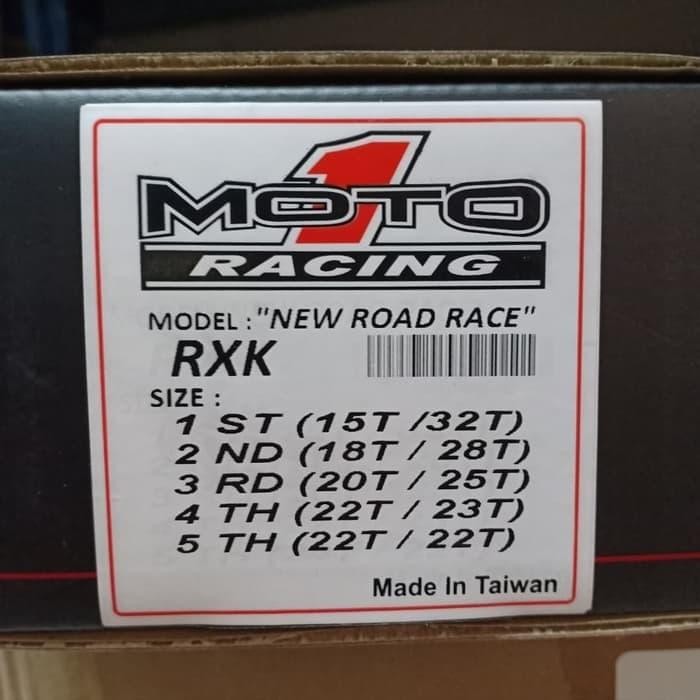 MOTO 1
RACING
MODEL : "NEW ROAD RACE"
RXK
SIZE :
1 ST (15T /32T)
2 ND (18T / 28T)
3 RD (20T / 25T)
4 TH (22T / 23T)
5 TH (22T / 22T)
Made In Taiwan